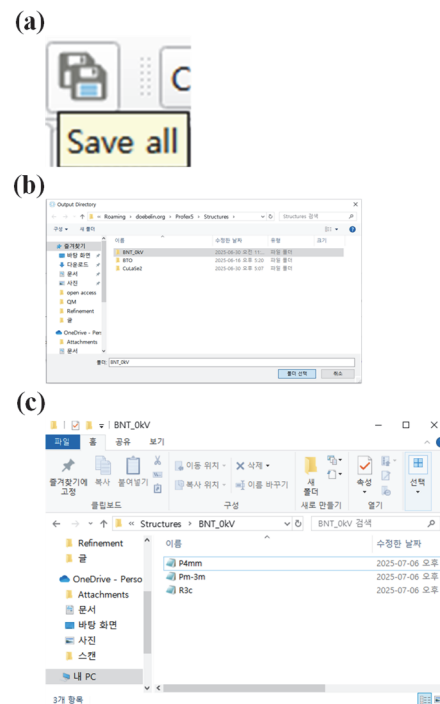 (a)
Save all
(b)
Output Directory
Roaming › doebelin.org › Profex5 › Structures
Structures 검색
구성 새 폴더
이름 수정한 날짜 유형 크기
즐겨찾기
바탕 화면
다운로드
문서
사진
open access
QM
Refinement
글
OneDrive - Pers
Attachments
문서
BNT_0kV 2025-06-30 오전 11:... 파일 폴더
BTO 2025-06-16 오후 5:20 파일 폴더
CuLaSe2 2025-06-30 오후 5:07 파일 폴더
폴더: BNT_0kV
폴더 선택 취소
(c)
BNT_0kV
파일 홈 공유 보기
즐겨찾기에 고정
복사
붙여넣기
클립보드
이동 위치
복사 위치
삭제
이름 바꾸기
구성
새 폴더
새로 만들기
속성
열기
선택
« Structures › BNT_0kV
BNT_0kV 검색
Refinement
글
OneDrive - Perso
Attachments
문서
바탕 화면
사진
스캔
내 PC
이름 수정한 날짜
P4mm 2025-07-06 오후
Pm-3m 2025-07-06 오후
R3c 2025-07-06 오후
3개 항목